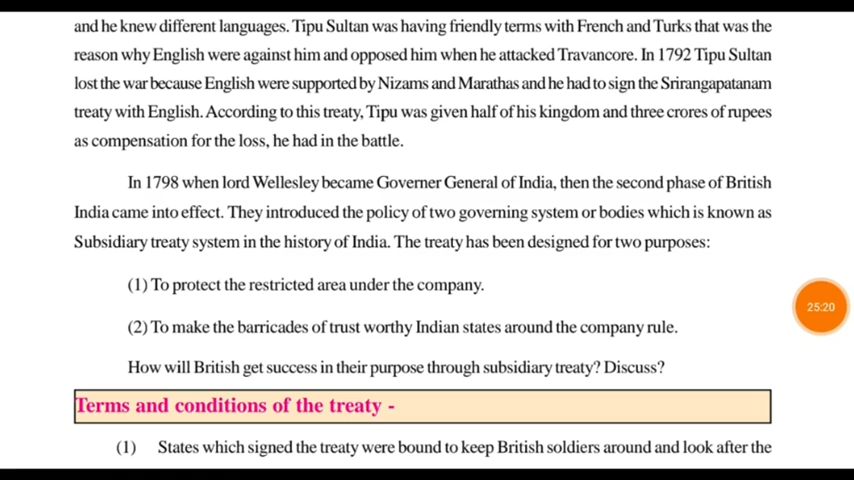 and he knew different languages. Tipu Sultan was having friendly terms with French and Turks that was the
reason why English were against him and opposed him when he attacked Travancore. In 1792 Tipu Sultan
lost the war because English were supported by Nizams and Marathas and he had to sign the Srirangapatanam
treaty with English. According to this treaty, Tipu was given half of his kingdom and three crores of rupees
as compensation for the loss, he had in the battle.
In 1798 when lord Wellesley became Governer General of India, then the second phase of British
India came into effect. They introduced the policy of two governing system or bodies which is known as
Subsidiary treaty system in the history of India. The treaty has been designed for two purposes:
(1) To protect the restricted area under the company.
25:20
(2) To make the barricades of trust worthy Indian states around the company rule.
How will British get success in their purpose through subsidiary treaty? Discuss?
Terms and conditions of the treaty -
(1) States which signed the treaty were bound to keep British soldiers around and look after the